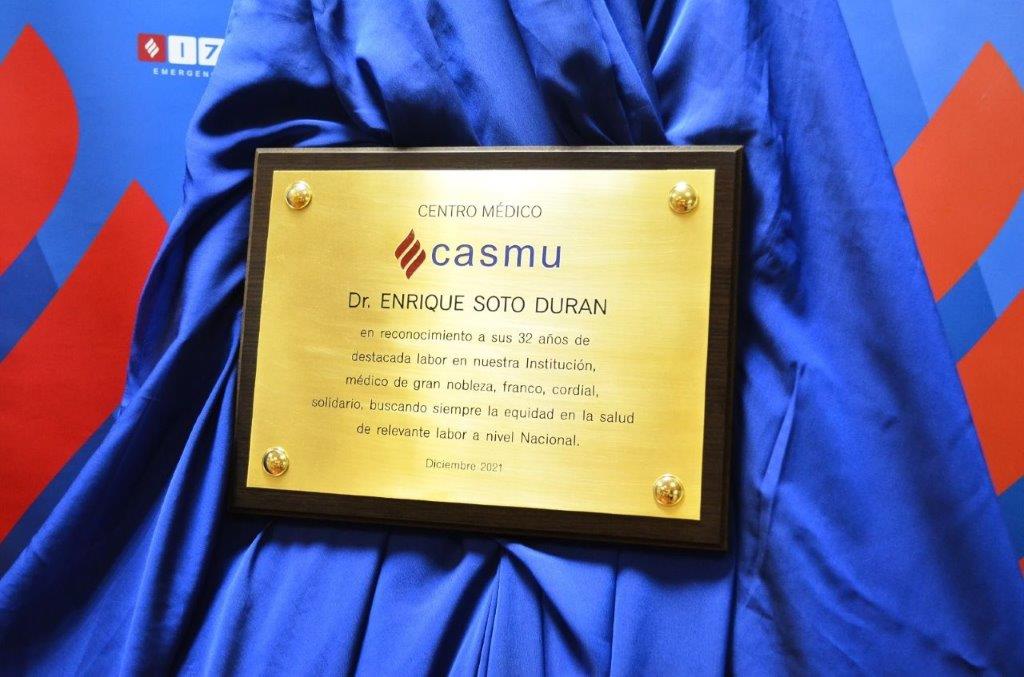 17
CENTRO MÉDICO
casmu
Dr. ENRIQUE SOTO DURAN
en reconocimiento a sus 32 años de
destacada labor en nuestra Institución,
médico de gran nobleza, franco, cordial,
solidario, buscando siempre la equidad en la salud
de relevante labor a nivel Nacional.
Diciembre 2021